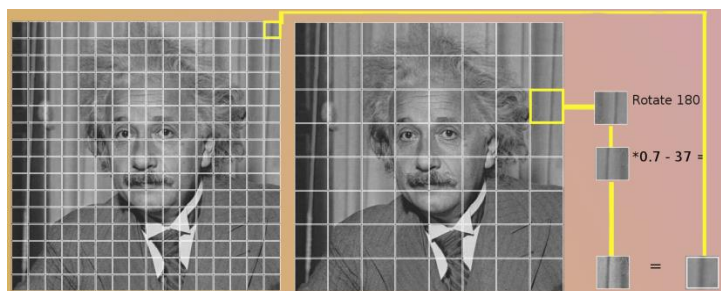 Rotate 180
*0.7 - 37 =
=